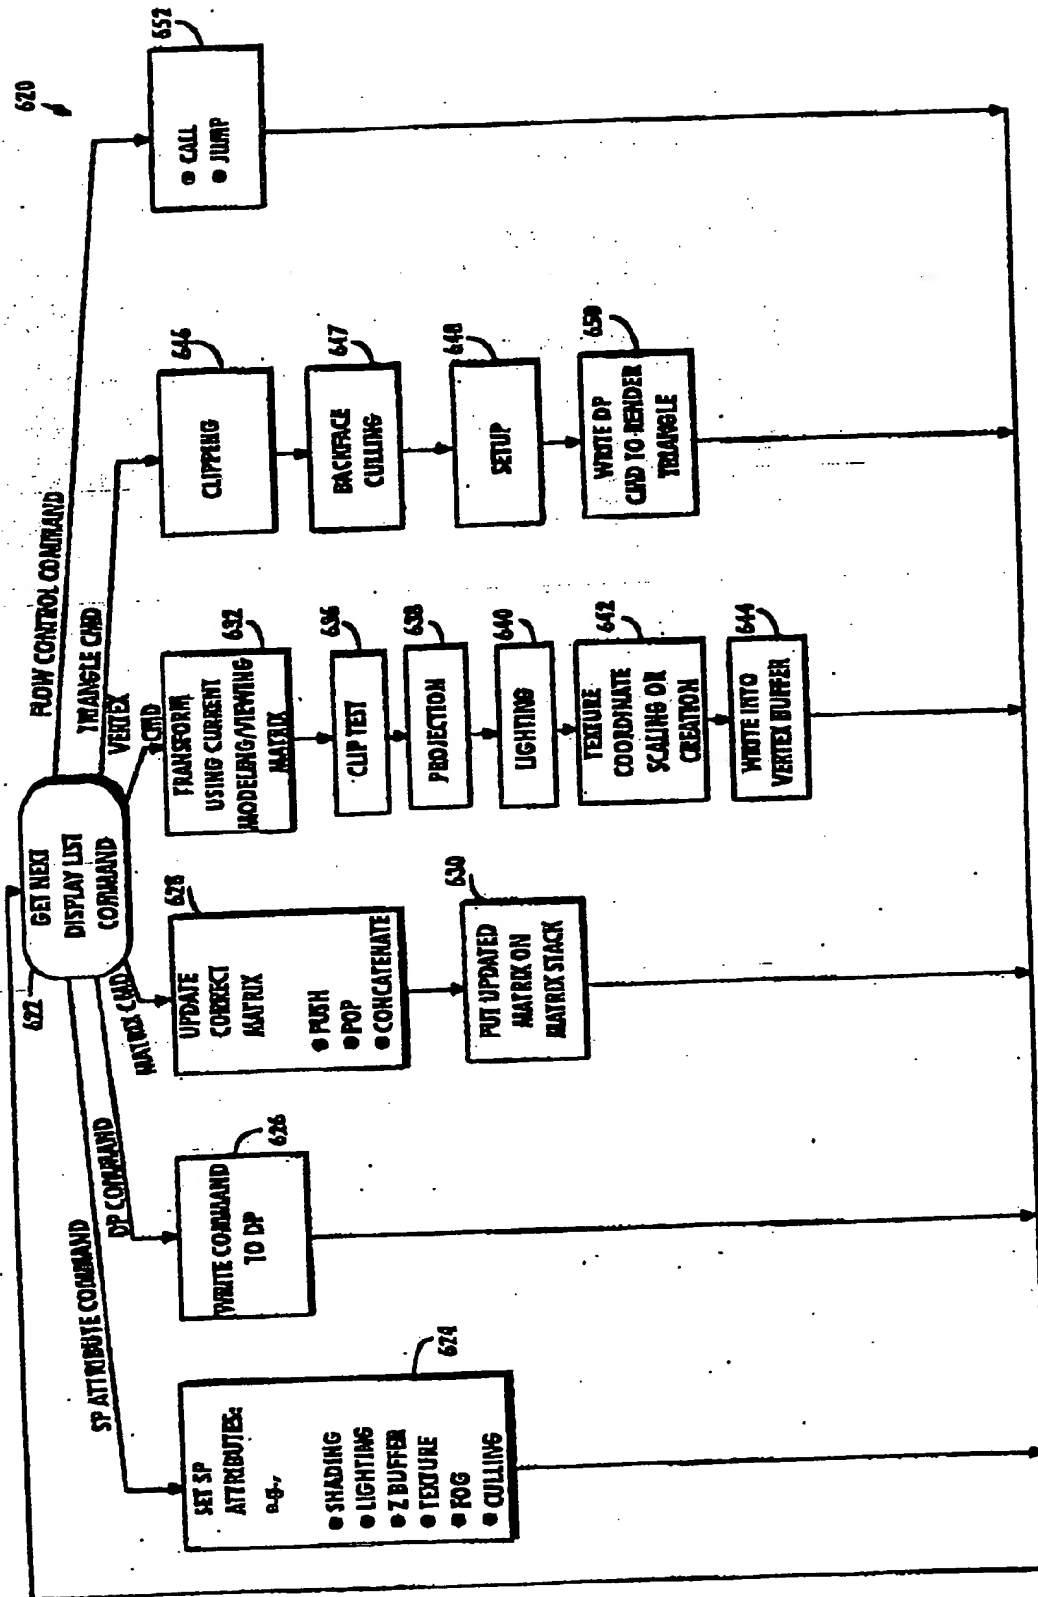 620
622
GET NEXT
DISPLAY LIST
COMMAND
SP ATTRIBUTE COMMAND
DP COMMAND
MATRIX CMD
VERTEX
CMD
TRIANGLE CMD
FLOW CONTROL COMMAND
624
SET SP
ATTRIBUTES:
e.g.,
● SHADING
● LIGHTING
● Z BUFFER
● TEXTURE
● FOG
● CULLING
626
WRITE COMMAND
TO DP
628
UPDATE
CORRECT
MATRIX
● PUSH
● POP
● CONCATENATE
630
PUT UPDATED
MATRIX ON
MATRIX STACK
632
TRANSFORM
USING CURRENT
MODELING/VIEWING
MATRIX
636
CLIP TEST
638
PROJECTION
640
LIGHTING
642
TEXTURE
COORDINATE
SCALING OR
CREATION
644
WROTE INTO
VERTEX BUFFER
646
CLIPPING
647
BACKFACE
CULLING
648
SETUP
650
WRITE DP
CMD TO RENDER
TRIANGLE
652
● CALL
● JUMP